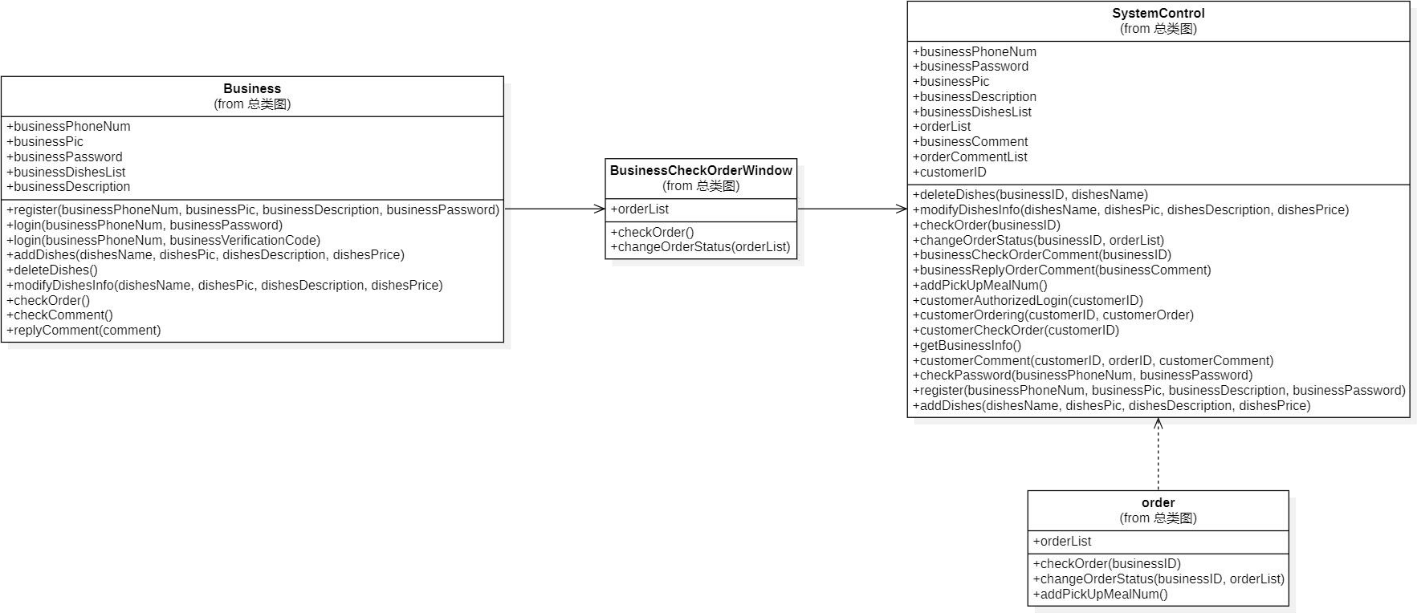 Business
(from 总类图)
+businessPhoneNum
+businessPic
+businessPassword
+businessDishesList
+businessDescription
+register(businessPhoneNum, businessPic, businessDescription, businessPassword)
+login(businessPhoneNum, businessPassword)
+login(businessPhoneNum, businessVerificationCode)
+addDishes(dishesName, dishesPic, dishesDescription, dishesPrice)
+deleteDishes()
+modifyDishesInfo(dishesName, dishesPic, dishesDescription, dishesPrice)
+checkOrder()
+checkComment()
+replyComment(comment)
BusinessCheckOrderWindow
(from 总类图)
+orderList
+checkOrder()
+changeOrderStatus(orderList)
SystemControl
(from 总类图)
+businessPhoneNum
+businessPassword
+businessPic
+businessDescription
+businessDishesList
+orderList
+businessComment
+orderCommentList
+customerID
+deleteDishes(businessID, dishesName)
+modifyDishesInfo(dishesName, dishesPic, dishesDescription, dishesPrice)
+checkOrder(businessID)
+changeOrderStatus(businessID, orderList)
+businessCheckOrderComment(businessID)
+businessReplyOrderComment(businessComment)
+addPickUpMealNum()
+customerAuthorizedLogin(customerID)
+customerOrdering(customerID, customerOrder)
+customerCheckOrder(customerID)
+getBusinessInfo()
+customerComment(customerID, orderID, customerComment)
+checkPassword(businessPhoneNum, businessPassword)
+register(businessPhoneNum, businessPic, businessDescription, businessPassword)
+addDishes(dishesName, dishesPic, dishesDescription, dishesPrice)
order
(from 总类图)
+orderList
+checkOrder(businessID)
+changeOrderStatus(businessID, orderList)
+addPickUpMealNum()